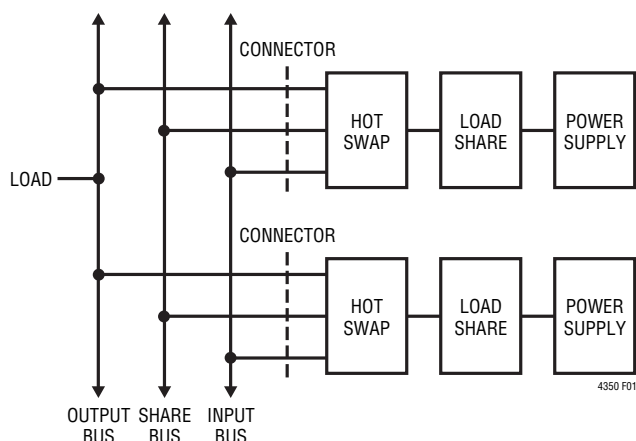 CONNECTOR
HOT
SWAP
LOAD
SHARE
POWER
SUPPLY
LOAD
CONNECTOR
HOT
SWAP
LOAD
SHARE
POWER
SUPPLY
4350 F01
OUTPUT
BUS
SHARE
BUS
INPUT
BUS